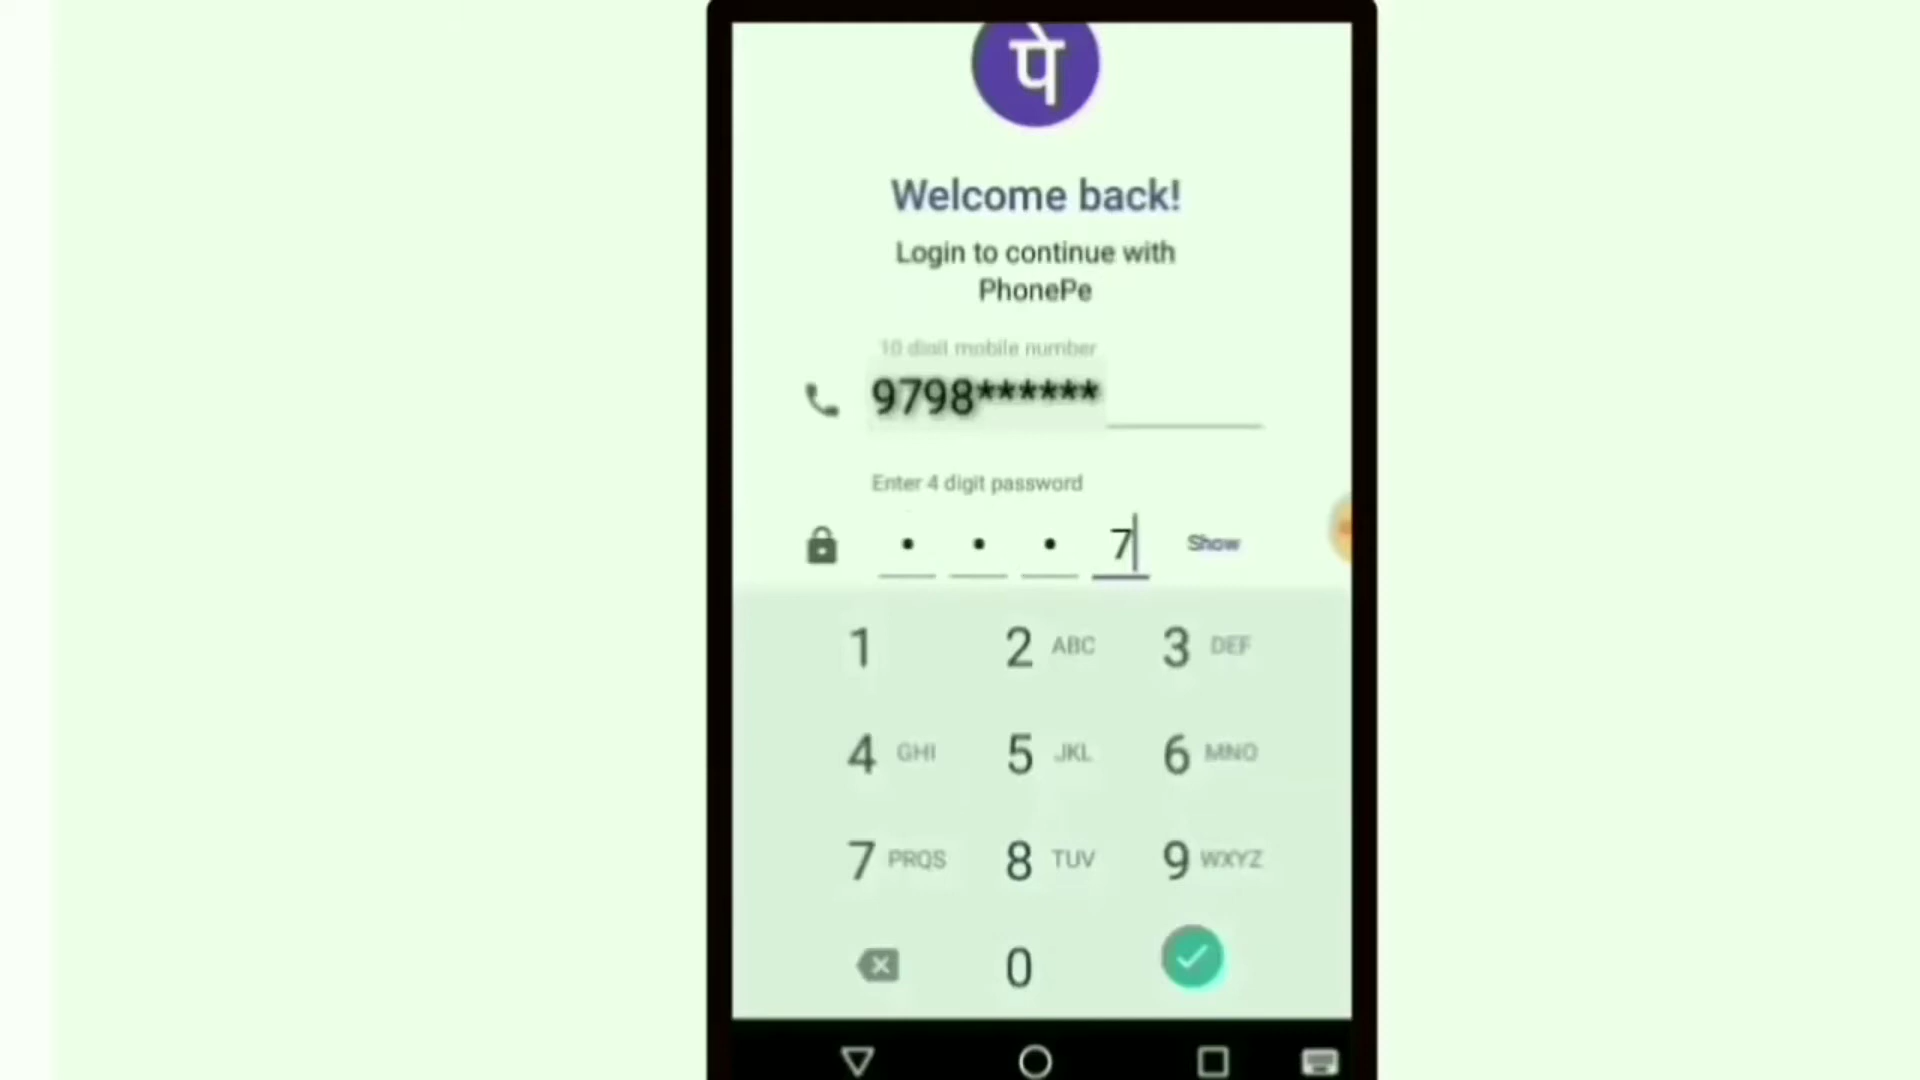 पे
Welcome back!
Login to continue with
PhonePe
10 digit mobile number
9798******
Enter 4 digit password
• • • 7 Show
1 2 ABC 3 DEF
4 GHI 5 JKL 6 MNO
7 PRQS 8 TUV 9 WXYZ
0